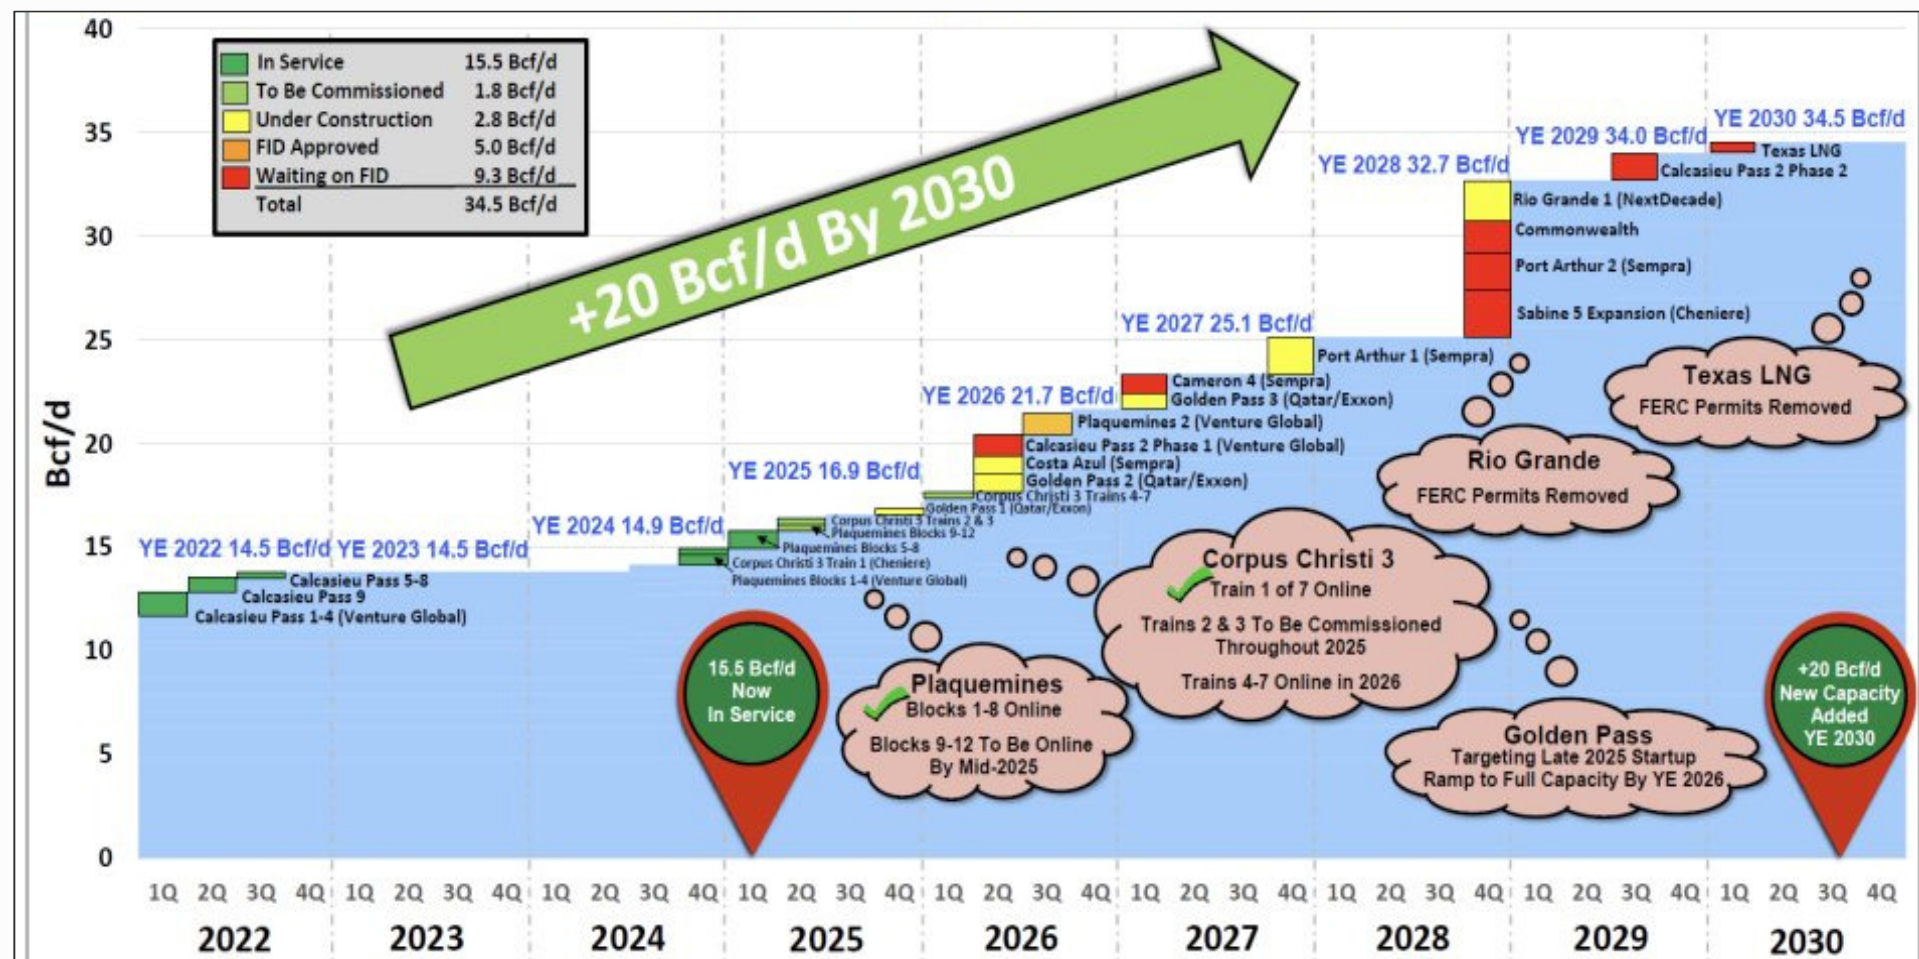 In Service 15.5 Bcf/d
To Be Commissioned 1.8 Bcf/d
Under Construction 2.8 Bcf/d
FID Approved 5.0 Bcf/d
Waiting on FID 9.3 Bcf/d
Total 34.5 Bcf/d
+20 Bcf/d By 2030
Bcf/d
40
35
30
25
20
15
10
5
0
YE 2022 14.5 Bcf/d
YE 2023 14.5 Bcf/d
YE 2024 14.9 Bcf/d
YE 2025 16.9 Bcf/d
YE 2026 21.7 Bcf/d
YE 2027 25.1 Bcf/d
YE 2028 32.7 Bcf/d
YE 2029 34.0 Bcf/d
YE 2030 34.5 Bcf/d
Calcasieu Pass 5-8
Calcasieu Pass 9
Calcasieu Pass 1-4 (Venture Global)
Corpus Christi 3 Trains 2 & 3
Plaquemines Blocks 9-12
Plaquemines Blocks 5-8
Corpus Christi 3 Train 1 (Cheniere)
Plaquemines Blocks 1-4 (Venture Global)
Plaquemines 2 (Venture Global)
Calcasieu Pass 2 Phase 1 (Venture Global)
Costa Azul (Sempra)
Golden Pass 2 (Qatar/Exxon)
Corpus Christi 3 Trains 4-7
Golden Pass 1 (Qatar/Exxon)
Port Arthur 1 (Sempra)
Cameron 4 (Sempra)
Golden Pass 3 (Qatar/Exxon)
Rio Grande 1 (NextDecade)
Commonwealth
Port Arthur 2 (Sempra)
Sabine 5 Expansion (Cheniere)
Texas LNG
Calcasieu Pass 2 Phase 2
15.5 Bcf/d
Now
In Service
Plaquemines
Blocks 1-8 Online
Blocks 9-12 To Be Online
By Mid-2025
Corpus Christi 3
Train 1 of 7 Online
Trains 2 & 3 To Be Commissioned
Throughout 2025
Trains 4-7 Online in 2026
Rio Grande
FERC Permits Removed
Texas LNG
FERC Permits Removed
Golden Pass
Targeting Late 2025 Startup
Ramp to Full Capacity By YE 2026
+20 Bcf/d
New Capacity
Added
YE 2030
1Q 2Q 3Q 4Q 1Q 2Q 3Q 4Q 1Q 2Q 3Q 4Q 1Q 2Q 3Q 4Q 1Q 2Q 3Q 4Q 1Q 2Q 3Q 4Q 1Q 2Q 3Q 4Q 1Q 2Q 3Q 4Q 1Q 2Q 3Q 4Q
2022 2023 2024 2025 2026 2027 2028 2029 2030